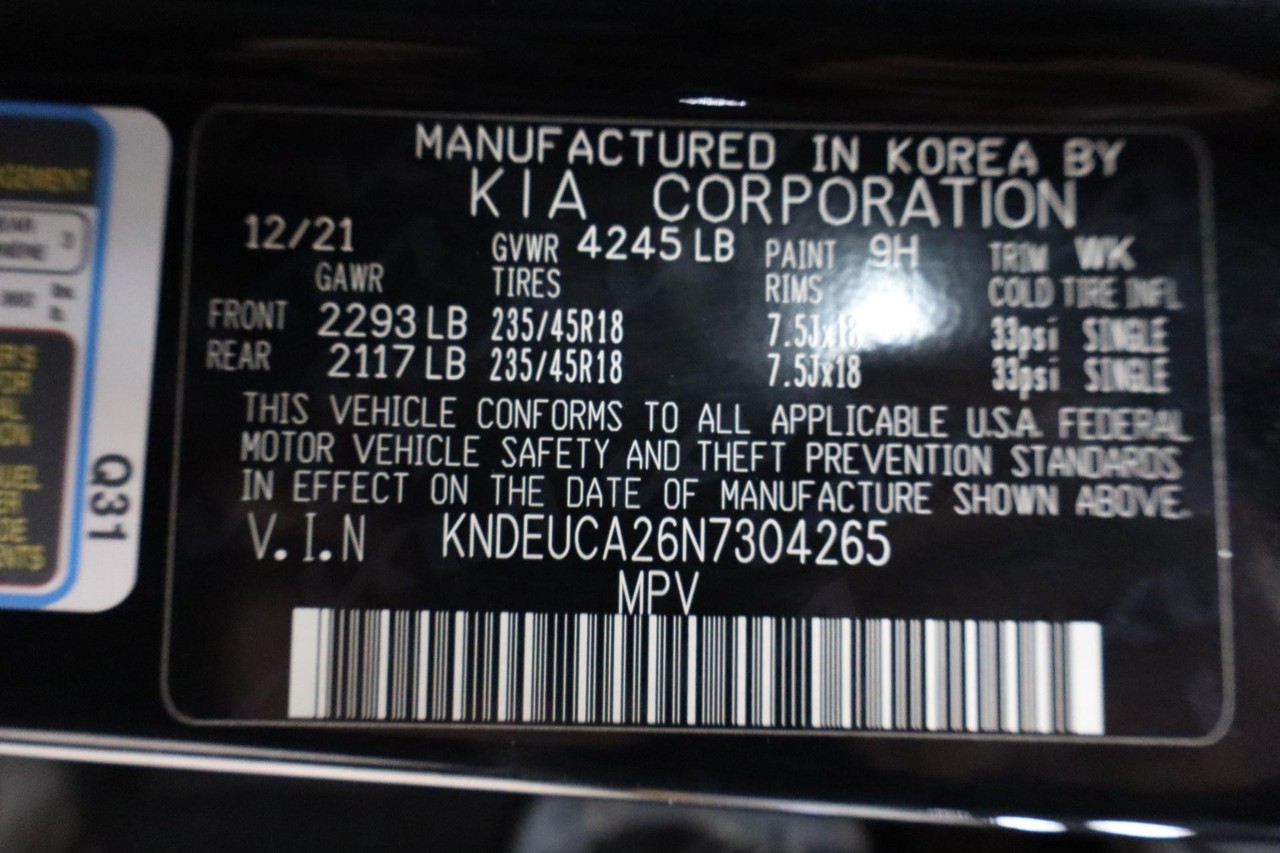 MANUFACTURED IN KOREA BY
KIA CORPORATION
12/21 GVWR 4245 LB PAINT 9H TRIM WK
GAWR TIRES RIMS COLD TIRE INFL
FRONT 2293 LB 235/45R18 7.5Jx18 33psi SINGLE
REAR 2117 LB 235/45R18 7.5Jx18 33psi SINGLE
THIS VEHICLE CONFORMS TO ALL APPLICABLE U.S.A. FEDERAL
MOTOR VEHICLE SAFETY AND THEFT PREVENTION STANDARDS
IN EFFECT ON THE DATE OF MANUFACTURE SHOWN ABOVE.
V.I.N KNDEUCA26N7304265
MPV
Q31